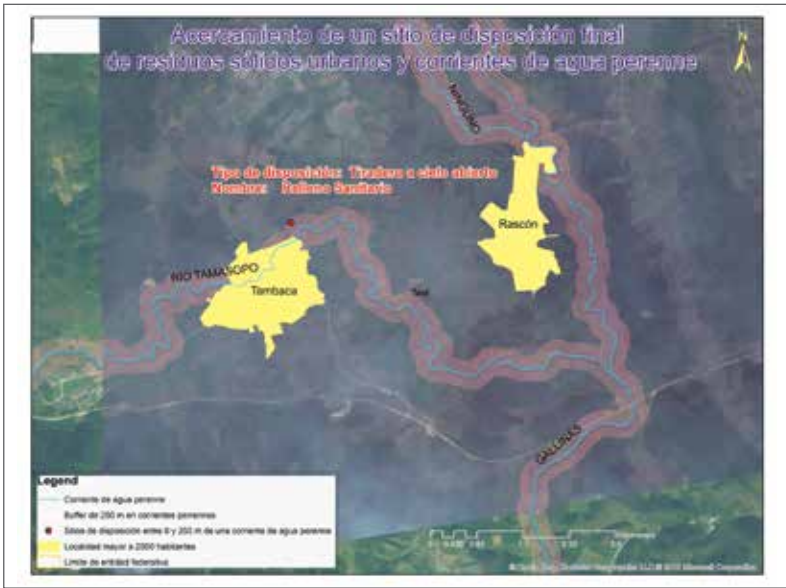 Acercamiento de un sitio de disposición final
de residuos sólidos urbanos y corrientes de agua perenne
N
NINGUNO
Tipo de disposición: Tiradero a cielo abierto
Nombre: Relleno Sanitario
Rascón
RIO TAMASOPO
Tambaca
GALLINAS
Legend
Corriente de agua perenne
Buffer de 200 m en corrientes perennes
Sitios de disposición entre 0 y 200 m de una corriente de agua perenne
Localidad mayor a 2000 habitantes
Límite de entidad federativa